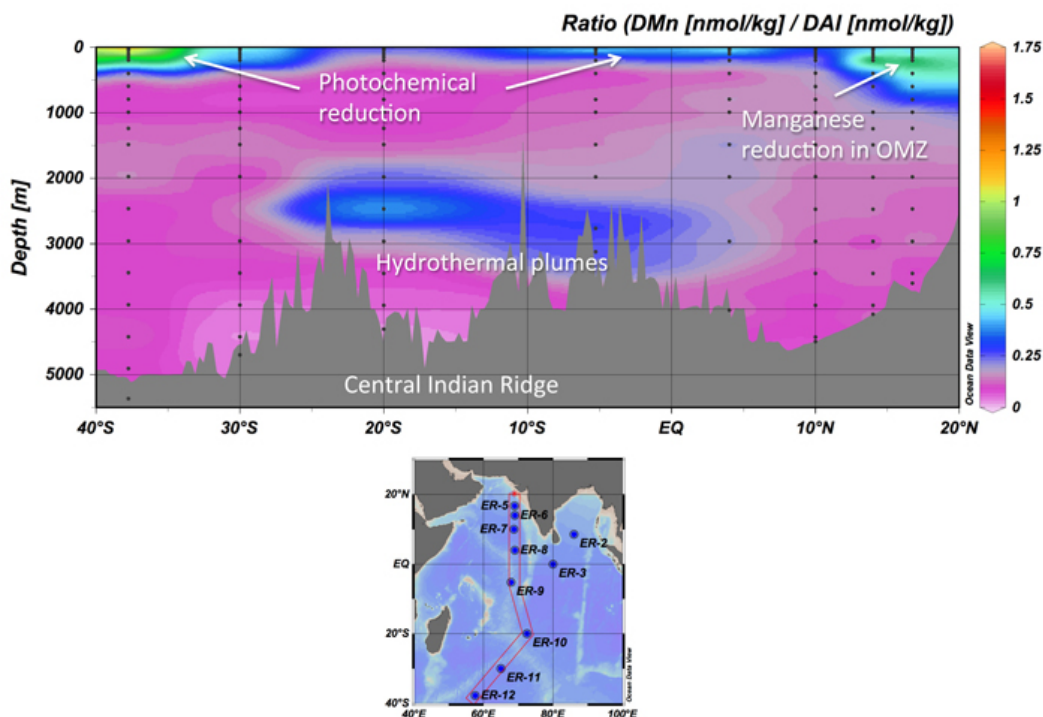 Ratio (DMn [nmol/kg] / DAl [nmol/kg])
0
1000
2000
3000
4000
5000
Depth [m]
Photochemical
reduction
Manganese
reduction in OMZ
Hydrothermal plumes
Central Indian Ridge
40°S 30°S 20°S 10°S EQ 10°N 20°N
Ocean Data View
1.75
1.5
1.25
1
0.75
0.5
0.25
0
20°N
EQ
20°S
40°S
ER-5
ER-6
ER-7
ER-2
ER-8
ER-3
ER-9
ER-10
ER-11
ER-12
40°E 60°E 80°E 100°E
Ocean Data View